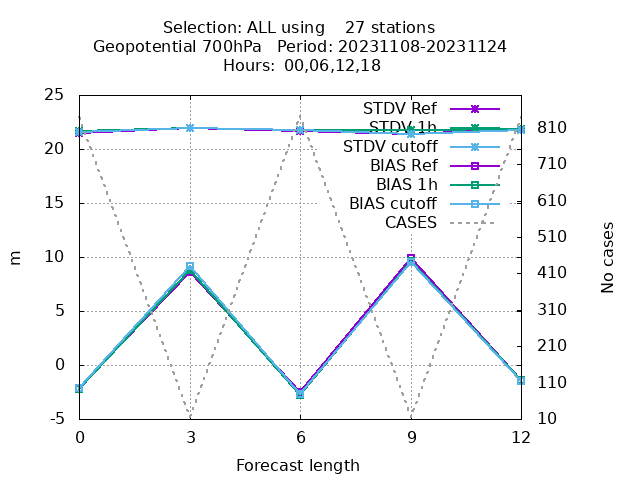 Selection: ALL using    27 stations
Geopotential 700hPa   Period: 20231108-20231124
Hours: 00,06,12,18
STDV Ref
STDV 1h
STDV cutoff
BIAS Ref
BIAS 1h
BIAS cutoff
CASES
25
20
15
10
5
0
-5
m
810
710
610
510
410
310
210
110
10
No cases
0 3 6 9 12
Forecast length